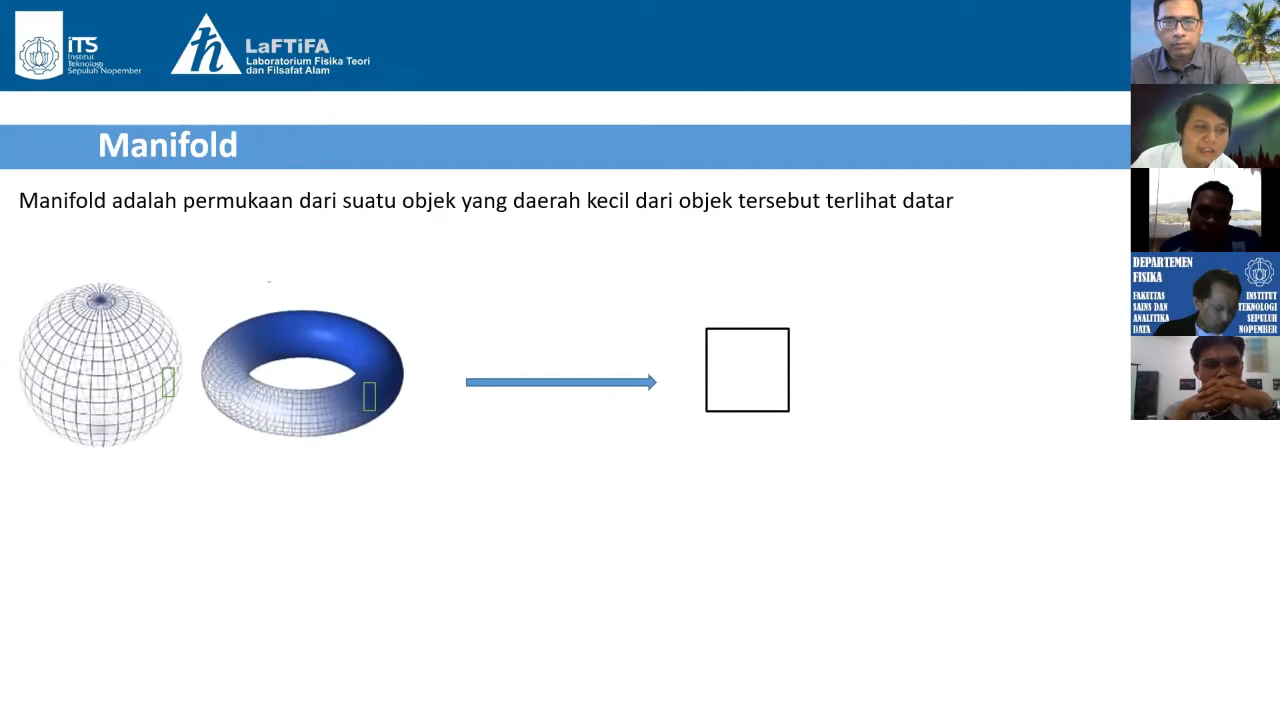 iTS
Institut
Teknologi
Sepuluh Nopember
ħ
LaFTiFA
Laboratorium Fisika Teori
dan Filsafat Alam
Manifold
Manifold adalah permukaan dari suatu objek yang daerah kecil dari objek tersebut terlihat datar
DEPARTEMEN
FISIKA
FAKULTAS
SAINS DAN
ANALITIKA
DATA
INSTITUT
TEKNOLOGI
SEPULUH
NOPEMBER